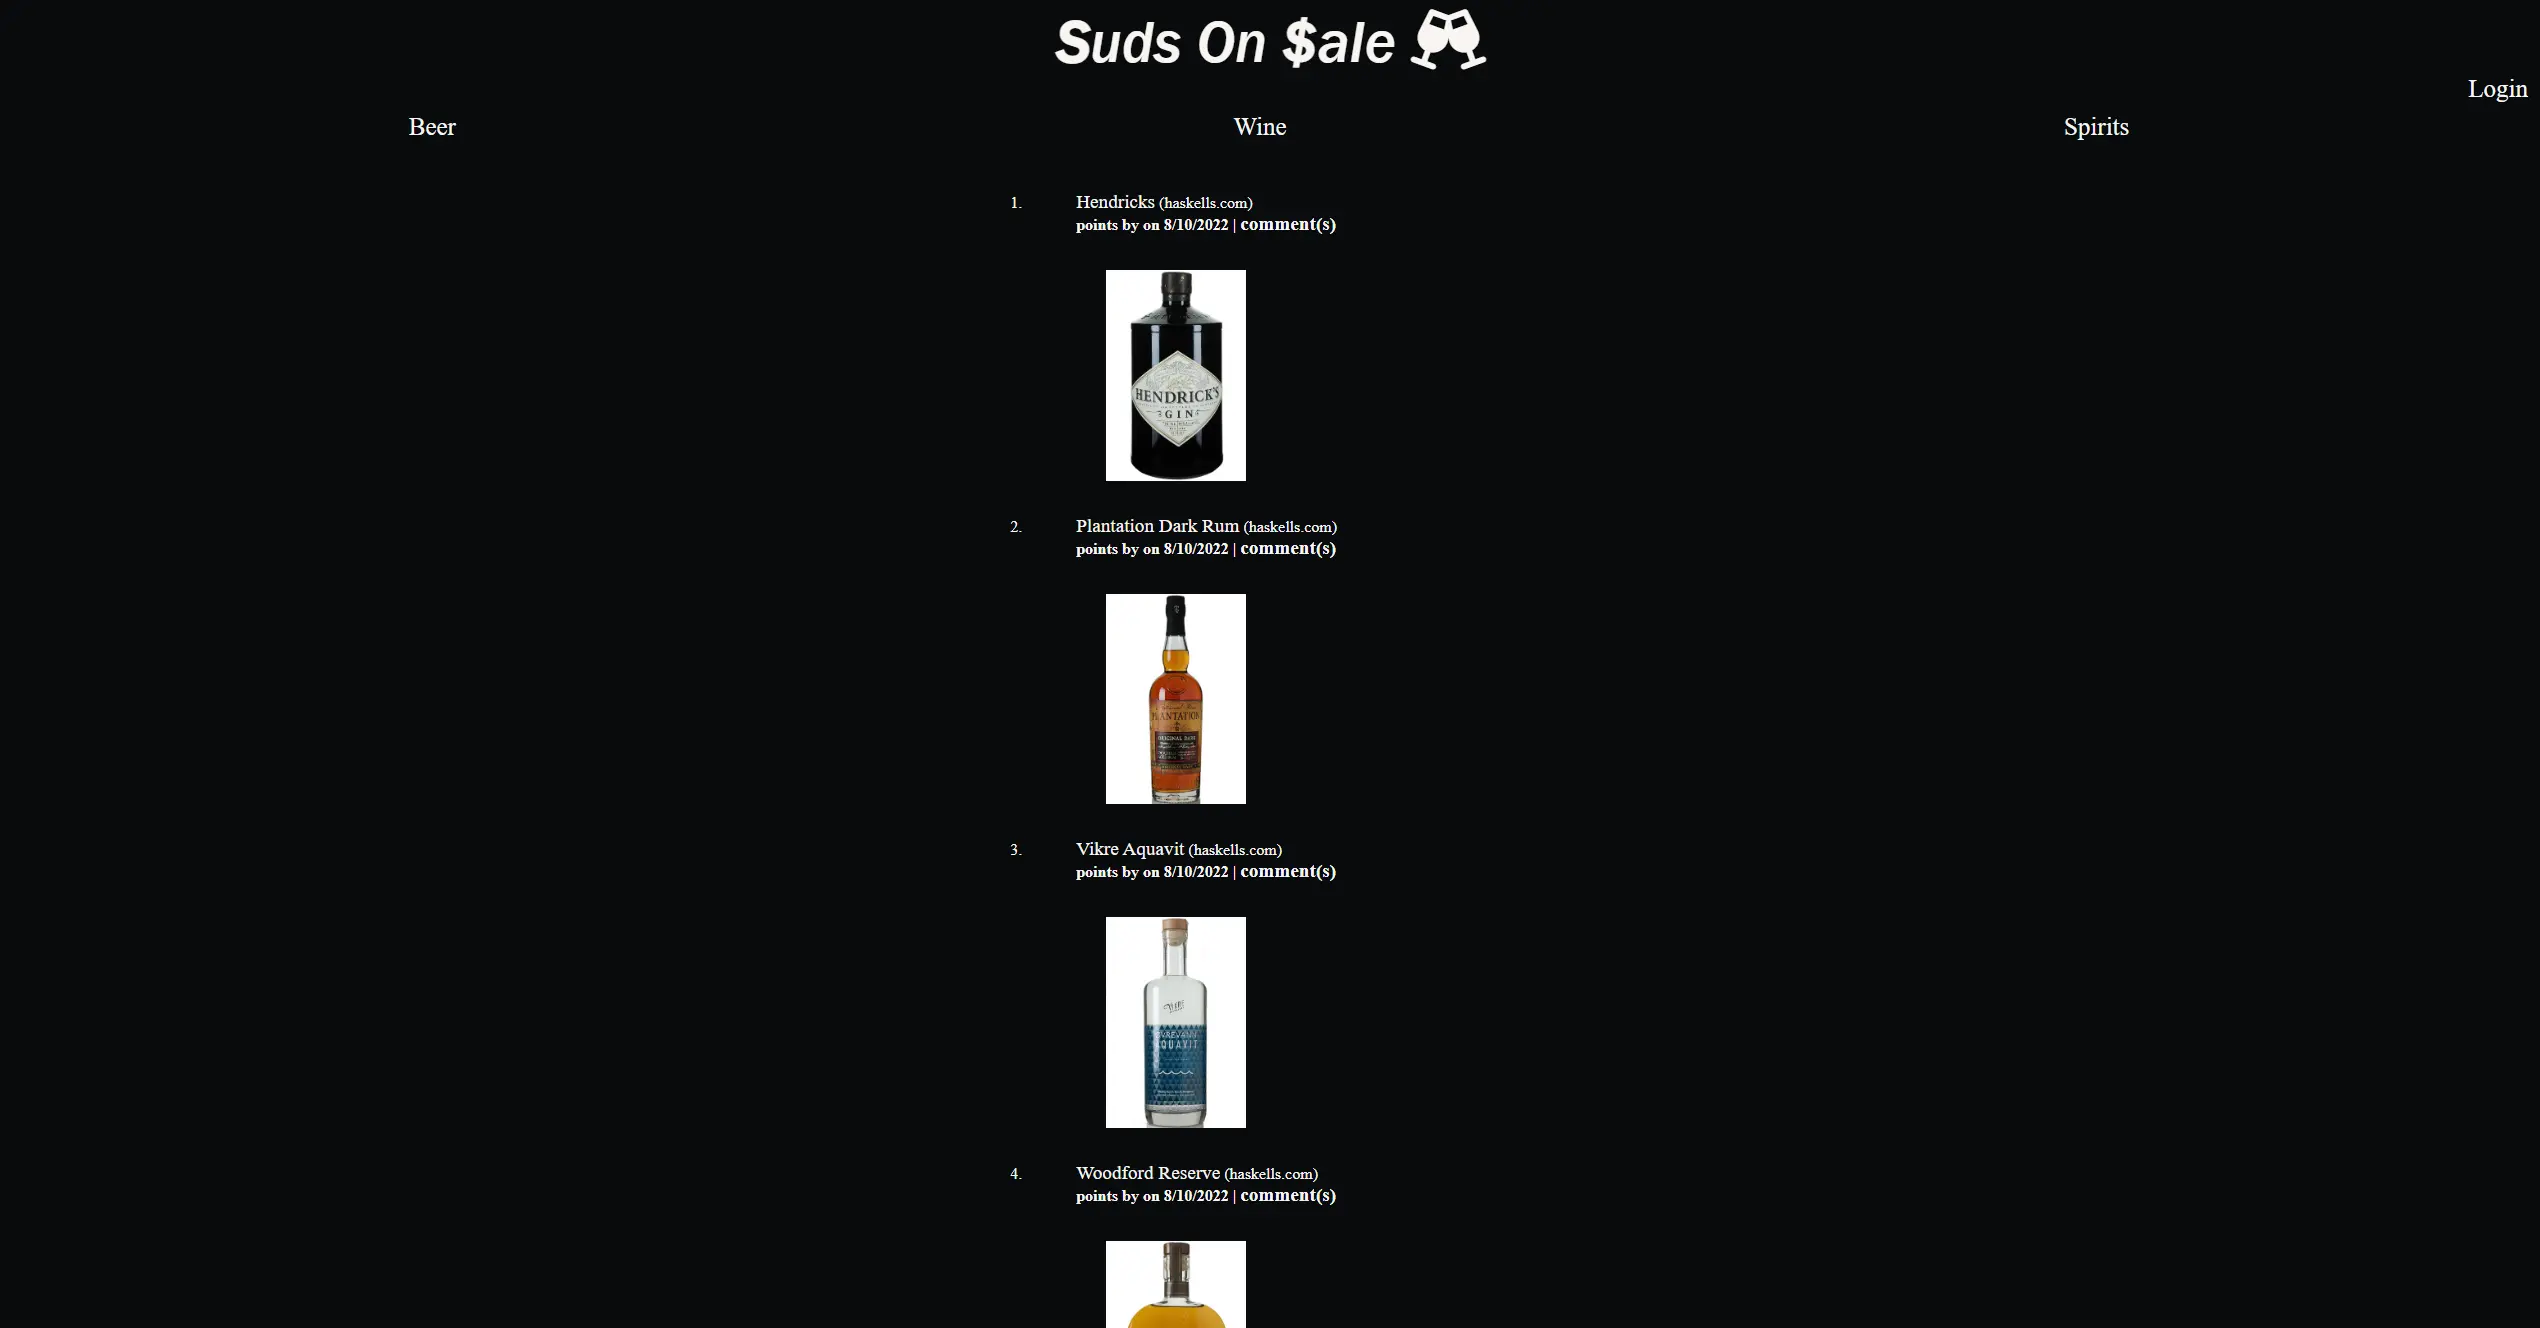 Suds On $ale
Login
Beer
Wine
Spirits
1.
Hendricks (haskells.com)
points by on 8/10/2022 | comment(s)
HENDRICK'S
GIN
2.
Plantation Dark Rum (haskells.com)
points by on 8/10/2022 | comment(s)
PLANTATION
ORIGINAL DARK
3.
Vikre Aquavit (haskells.com)
points by on 8/10/2022 | comment(s)
AQUAVIT
4.
Woodford Reserve (haskells.com)
points by on 8/10/2022 | comment(s)